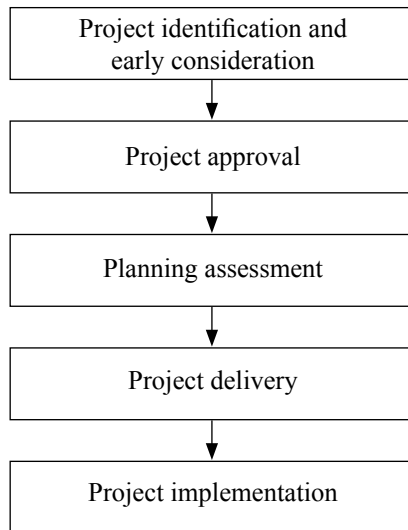 Project identification and
early consideration
Project approval
Planning assessment
Project delivery
Project implementation